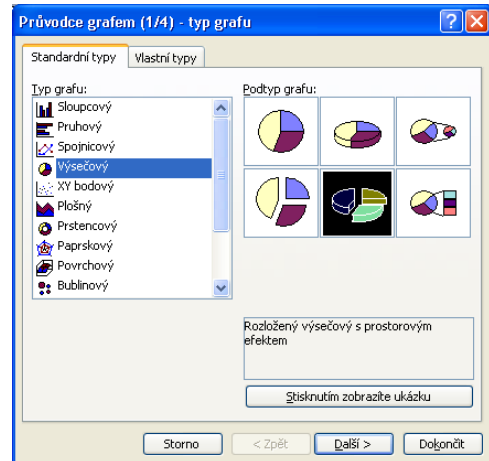 Průvodce grafem (1/4) - typ grafu
Standardní typy
Vlastní typy
Typ grafu:
Sloupcový
Pruhový
Spojnicový
Výsečový
XY bodový
Plošný
Prstencový
Paprskový
Povrchový
Bublinový
Podtyp grafu:
Rozložený výsečový s prostorovým
efektem
Stisknutím zobrazíte ukázku
Storno
< Zpět
Další >
Dokončit